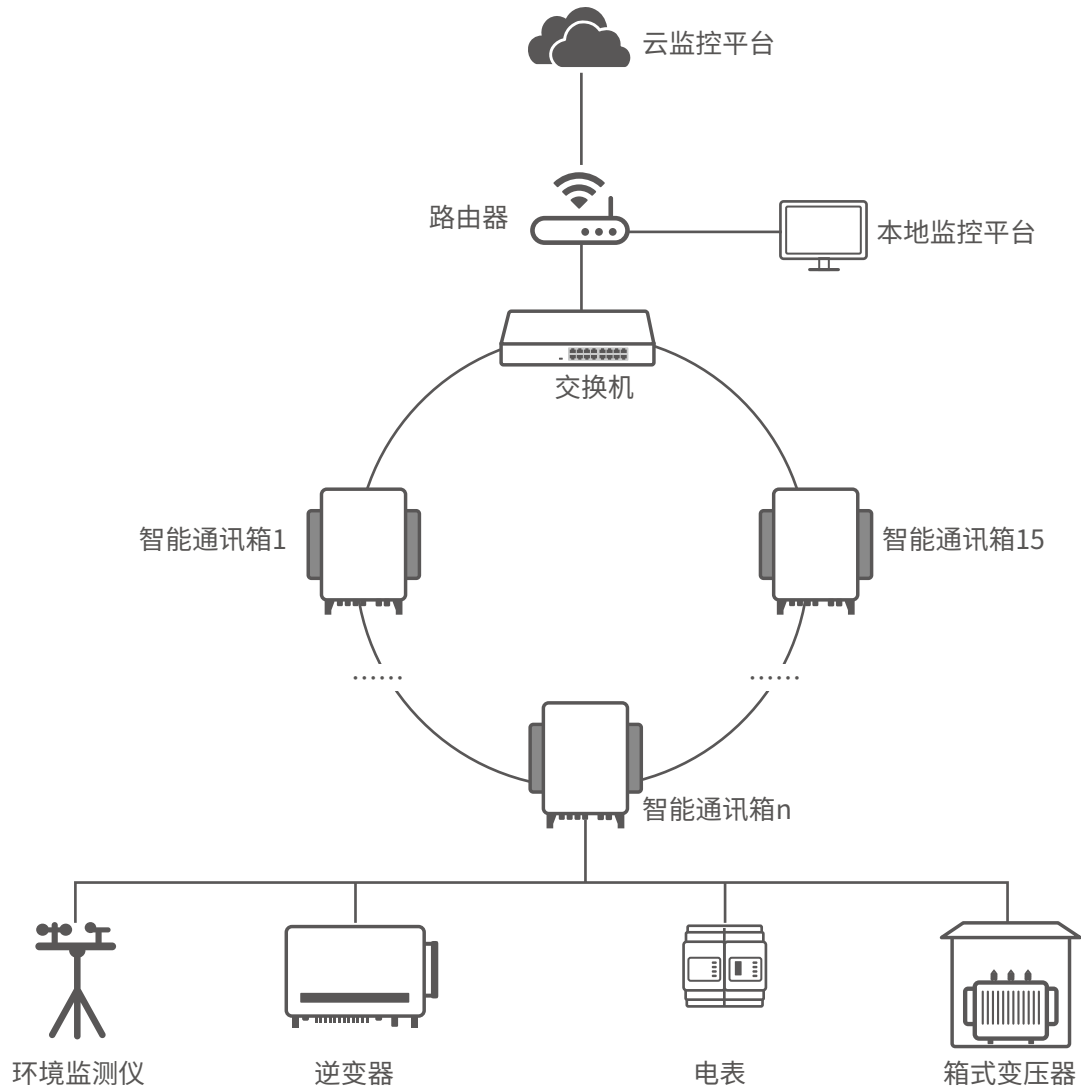 云监控平台
路由器
本地监控平台
交换机
智能通讯箱1
智能通讯箱15
......
......
智能通讯箱n
环境监测仪
逆变器
电表
箱式变压器